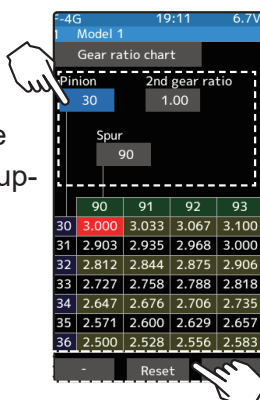 -4G 19:11 6.7V
Model 1
Gear ratio chart
Pinion 2nd gear ratio
30 1.00
e
Spur
up-
90
90 91 92 93
30 3.000 3.033 3.067 3.100
31 2.903 2.935 2.968 3.000
32 2.812 2.844 2.875 2.906
33 2.727 2.758 2.788 2.818
34 2.647 2.676 2.706 2.735
35 2.571 2.600 2.629 2.657
36 2.500 2.528 2.556 2.583
- Reset